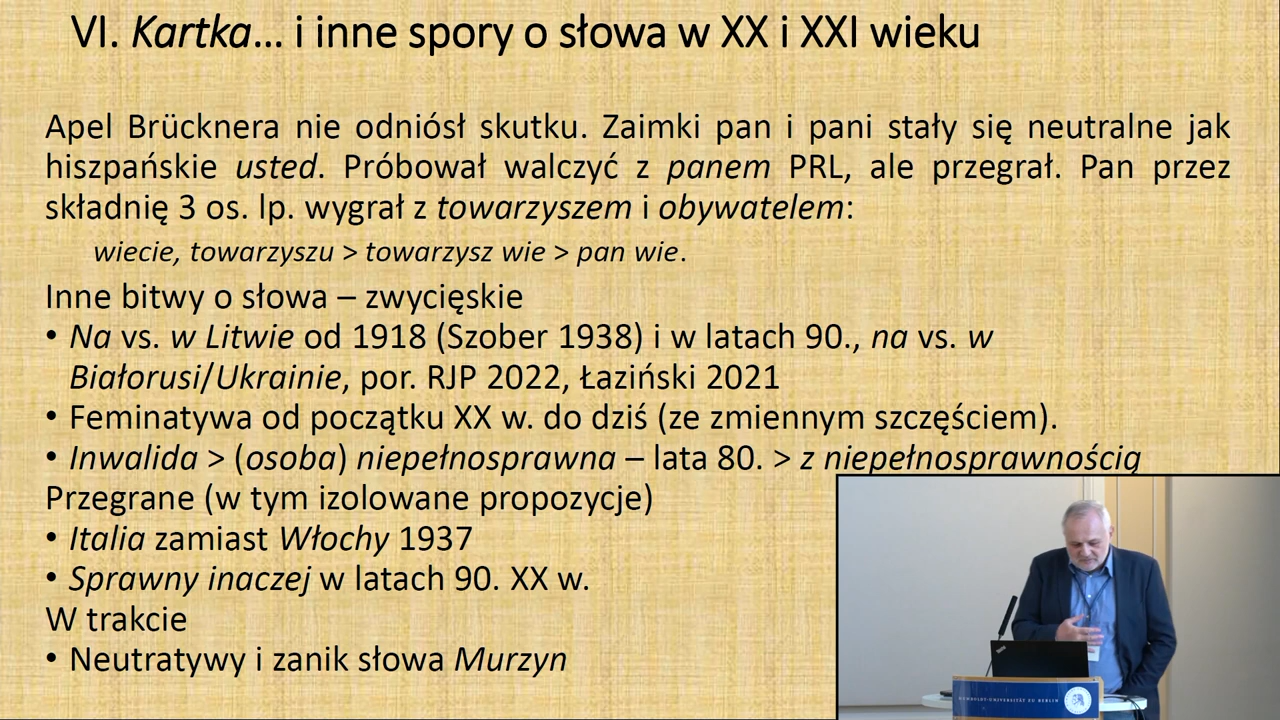 VI. Kartka… i inne spory o słowa w XX i XXI wieku
Apel Brücknera nie odniósł skutku. Zaimki pan i pani stały się neutralne jak
hiszpańskie usted. Próbował walczyć z panem PRL, ale przegrał. Pan przez
składnię 3 os. lp. wygrał z towarzyszem i obywatelem:
wiecie, towarzyszu > towarzysz wie > pan wie.
Inne bitwy o słowa – zwycięskie
• Na vs. w Litwie od 1918 (Szober 1938) i w latach 90., na vs. w
Białorusi/Ukrainie, por. RJP 2022, Łaziński 2021
• Feminatywa od początku XX w. do dziś (ze zmiennym szczęściem).
• Inwalida > (osoba) niepełnosprawna – lata 80. > z niepełnosprawnością
Przegrane (w tym izolowane propozycje)
• Italia zamiast Włochy 1937
• Sprawny inaczej w latach 90. XX w.
W trakcie
• Neutratywy i zanik słowa Murzyn
HUMBOLDT-UNIVERSITÄT ZU BERLIN